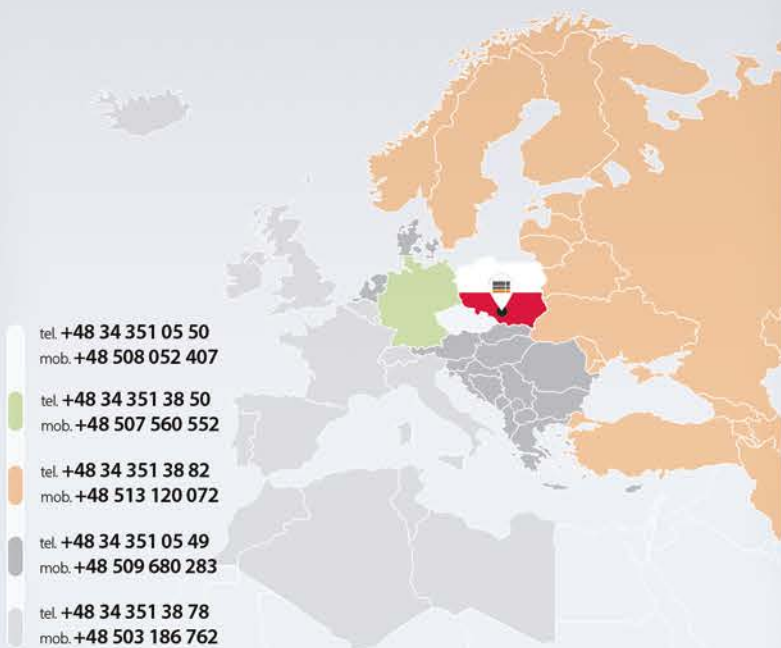 tel. +48 34 351 05 50
mob. +48 508 052 407
tel. +48 34 351 38 50
mob. +48 507 560 552
tel. +48 34 351 38 82
mob. +48 513 120 072
tel. +48 34 351 05 49
mob. +48 509 680 283
tel. +48 34 351 38 78
mob. +48 503 186 762